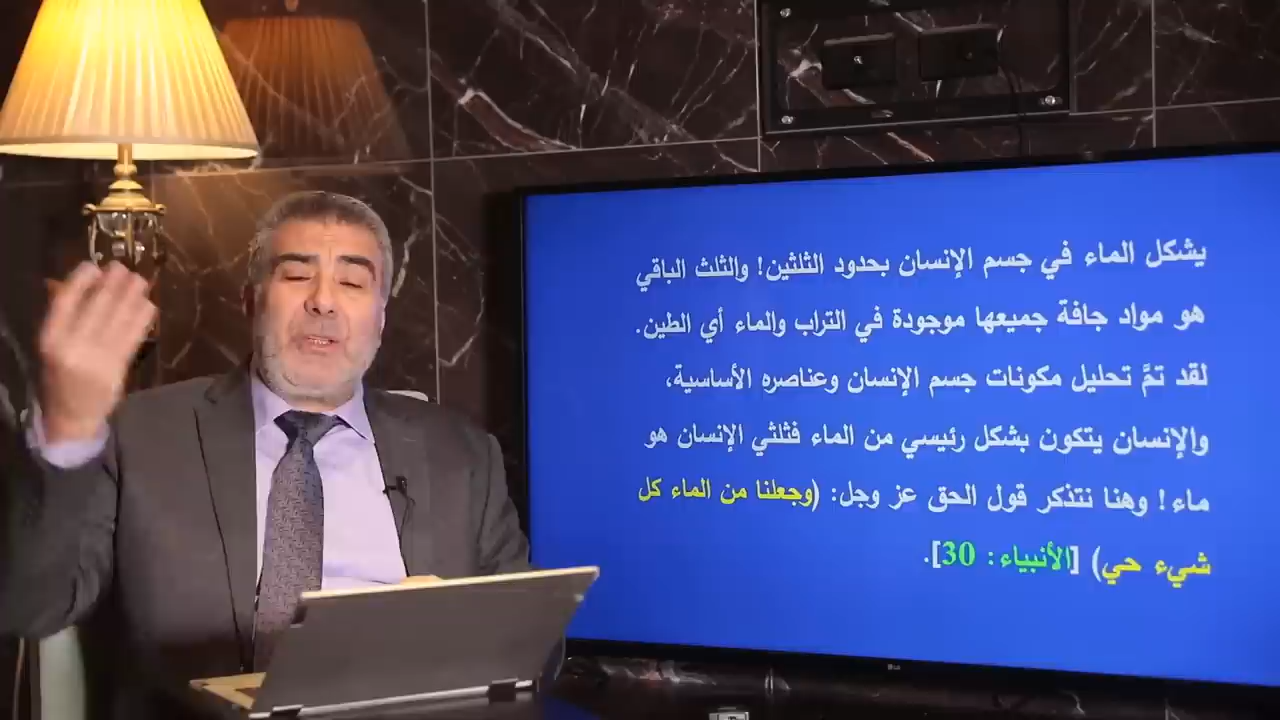 يشكل الماء في جسم الإنسان بحدود الثلثين! والثلث الباقي
هو مواد جافة جميعها موجودة في التراب والماء أي الطين.
لقد تمَّ تحليل مكونات جسم الإنسان وعناصره الأساسية،
والإنسان يتكون بشكل رئيسي من الماء فثلثي الإنسان هو
ماء! وهنا نتذكر قول الحق عز وجل: (وجعلنا من الماء كل
شيء حي) [الأنبياء: 30].
LG